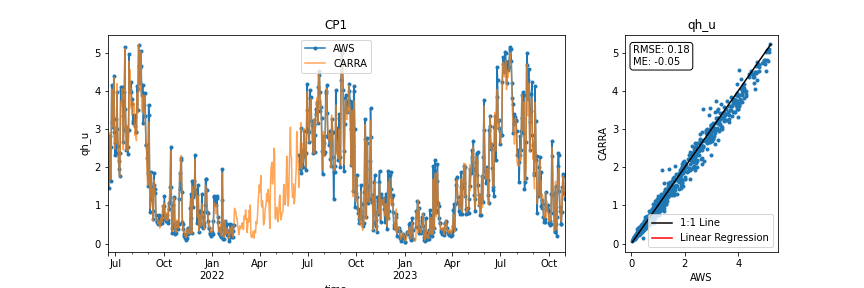 CP1
qh_u
AWS
CARRA
qh_u
5
4
3
2
1
0
Jul
Oct
Jan
2022
Apr
Jul
Oct
Jan
2023
Apr
Jul
Oct
time
qh_u
RMSE: 0.18
ME: -0.05
CARRA
5
4
3
2
1
0
1:1 Line
Linear Regression
0
2
4
AWS